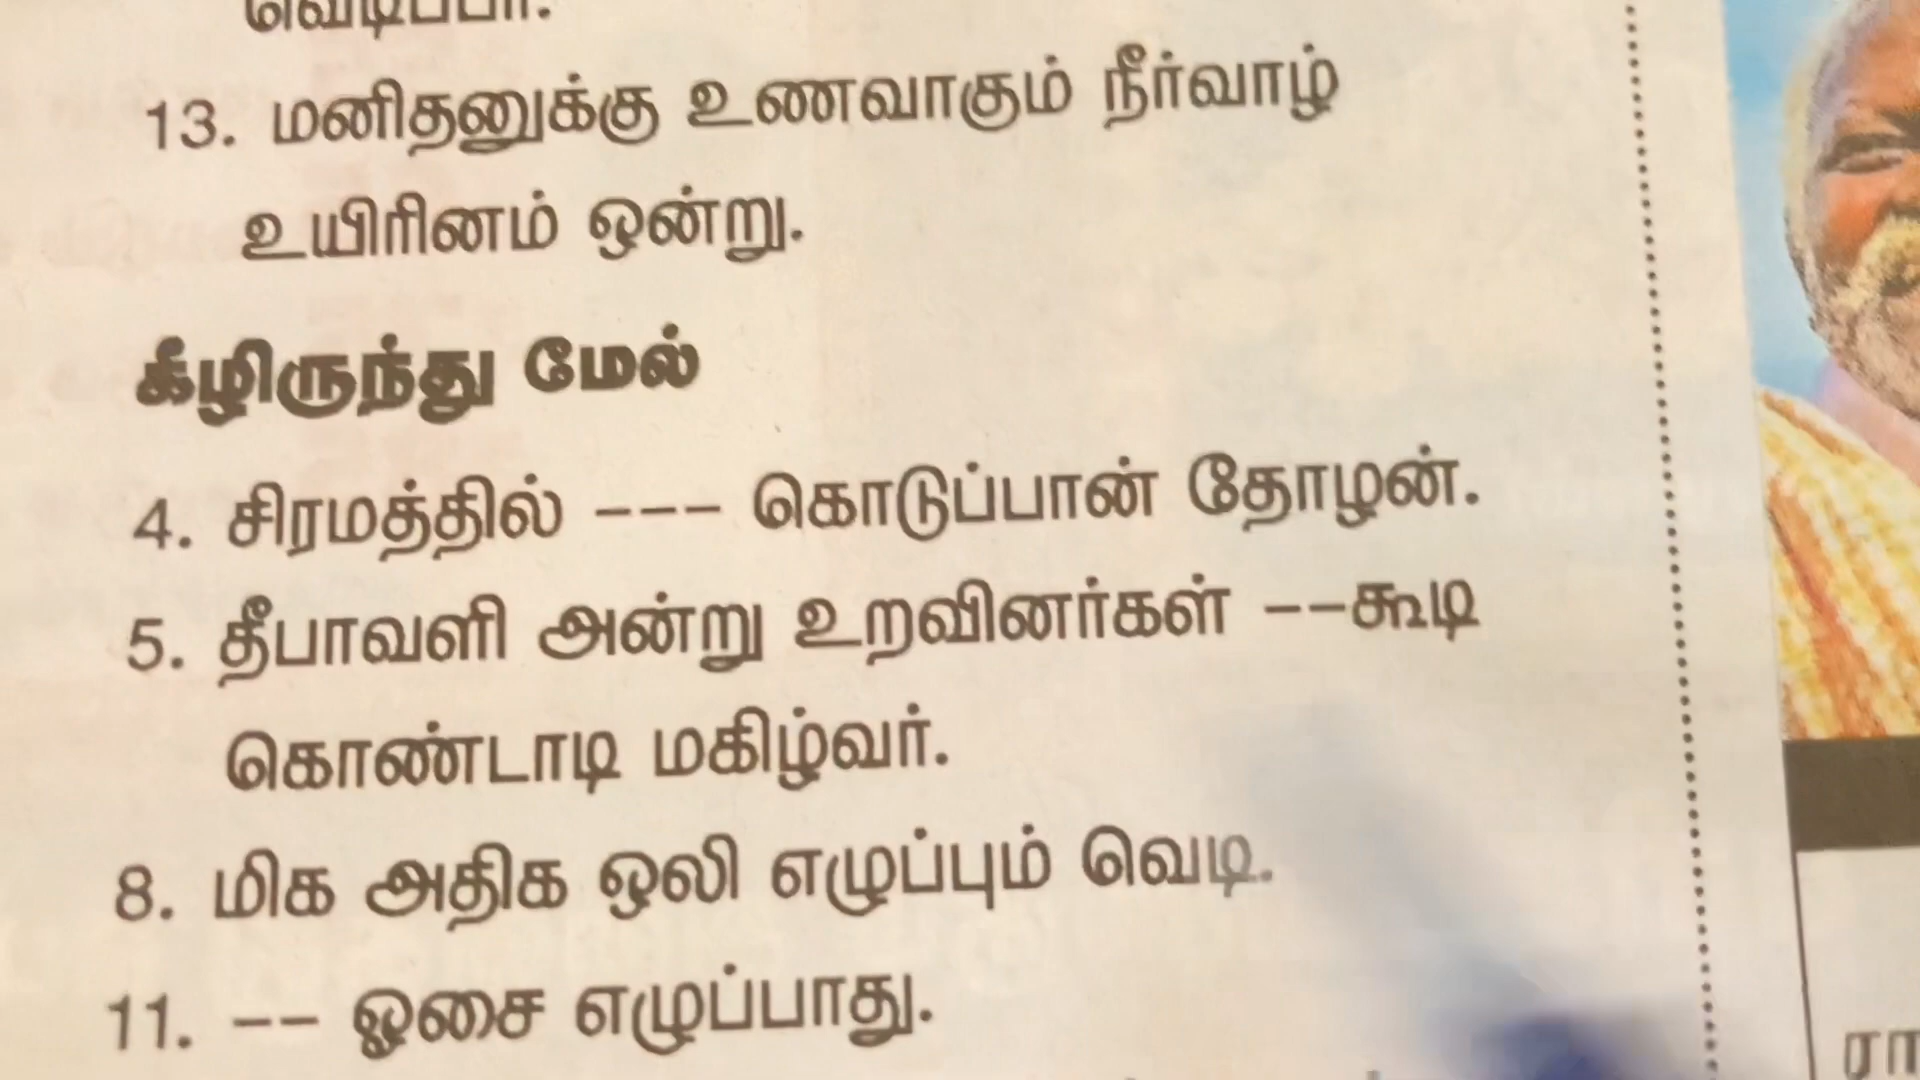 வெடிப்பர்.
13. மனிதனுக்கு உணவாகும் நீர்வாழ்
உயிரினம் ஒன்று.
கீழிருந்து மேல்
4. சிரமத்தில் --- கொடுப்பான் தோழன்.
5. தீபாவளி அன்று உறவினர்கள் --கூடி
கொண்டாடி மகிழ்வர்.
8. மிக அதிக ஒலி எழுப்பும் வெடி.
11. -- ஓசை எழுப்பாது.